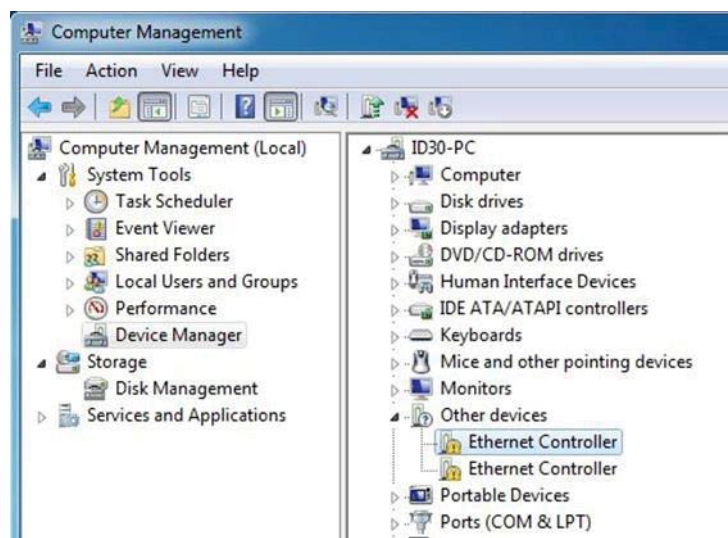 Computer Management
File Action View Help
Computer Management (Local)
System Tools
Task Scheduler
Event Viewer
Shared Folders
Local Users and Groups
Performance
Device Manager
Storage
Disk Management
Services and Applications
ID30-PC
Computer
Disk drives
Display adapters
DVD/CD-ROM drives
Human Interface Devices
IDE ATA/ATAPI controllers
Keyboards
Mice and other pointing devices
Monitors
Other devices
Ethernet Controller
Ethernet Controller
Portable Devices
Ports (COM & LPT)